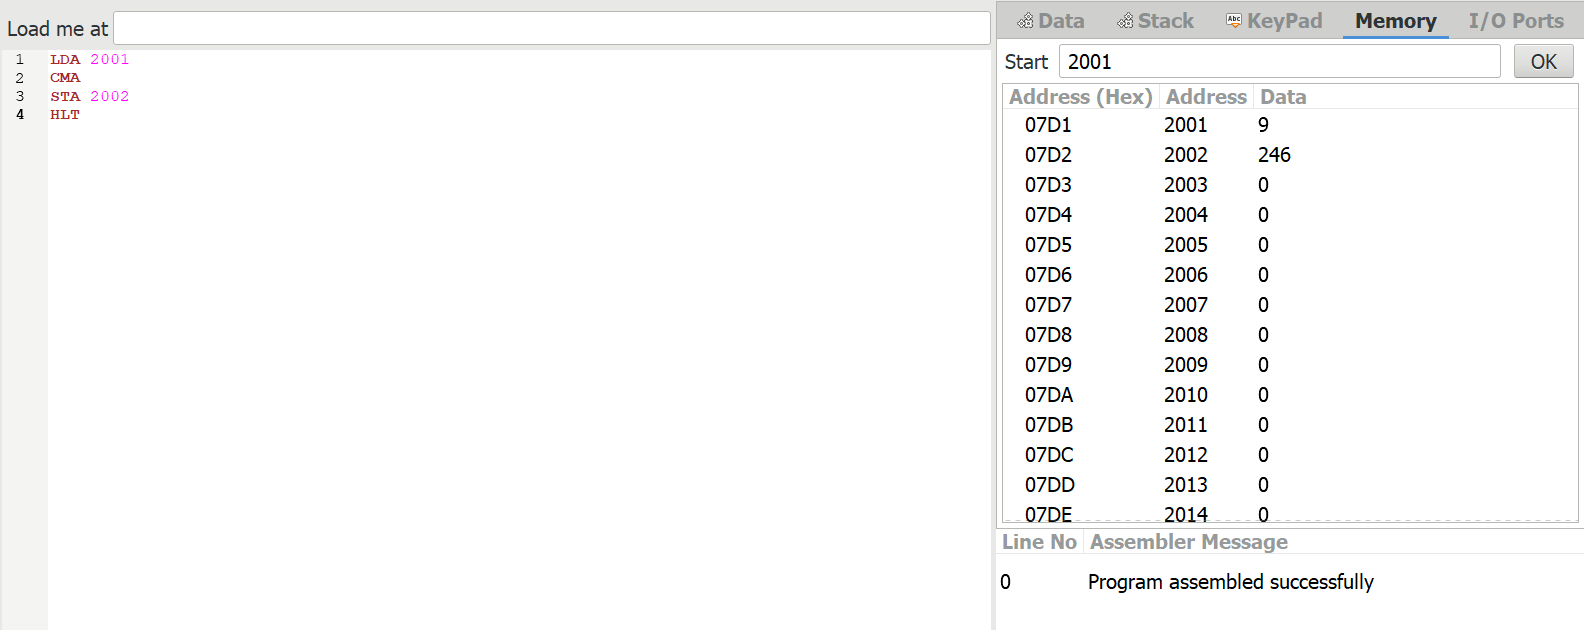 Load me at
1 LDA 2001
2 CMA
3 STA 2002
4 HLT
Data Stack Abc KeyPad Memory I/O Ports
Start 2001 OK
Address (Hex) Address Data
07D1 2001 9
07D2 2002 246
07D3 2003 0
07D4 2004 0
07D5 2005 0
07D6 2006 0
07D7 2007 0
07D8 2008 0
07D9 2009 0
07DA 2010 0
07DB 2011 0
07DC 2012 0
07DD 2013 0
07DE 2014 0
Line No Assembler Message
0 Program assembled successfully